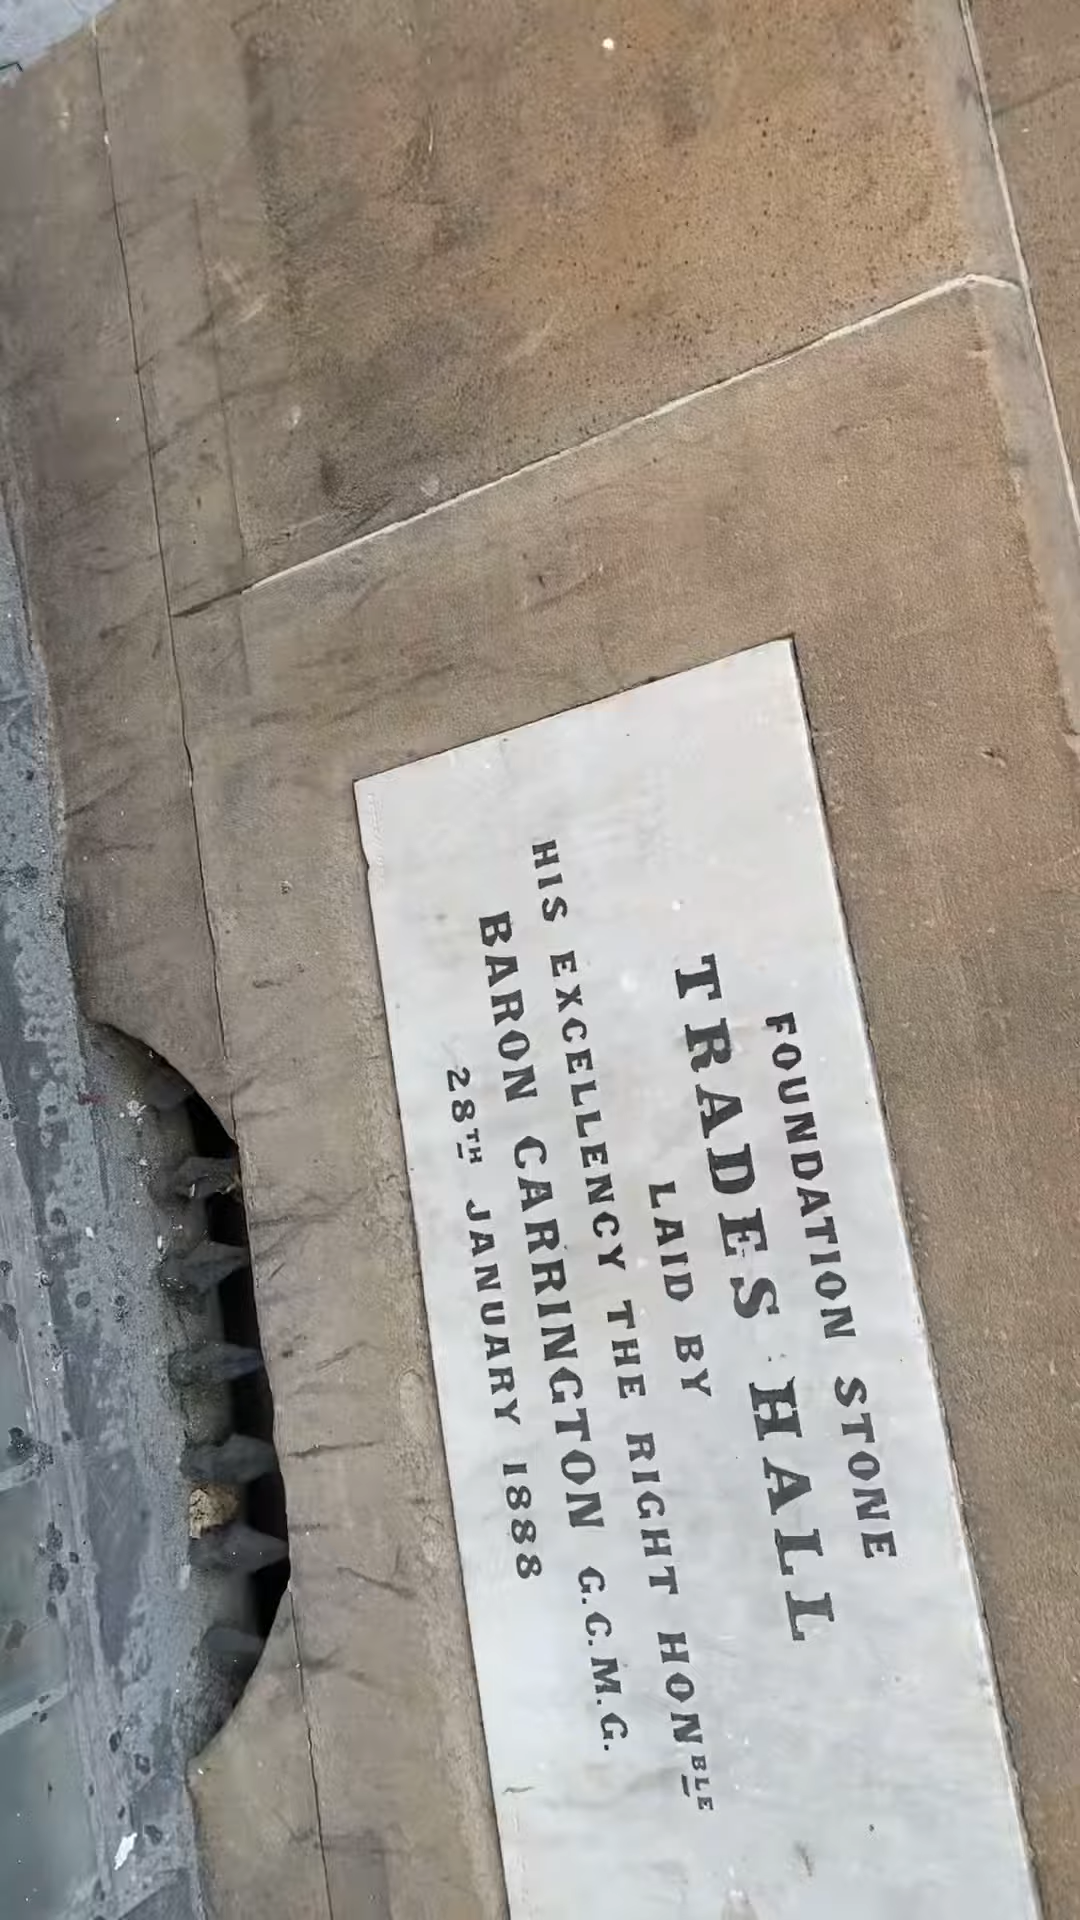 FOUNDATION STONE
TRADES HALL
LAID BY
HIS EXCELLENCY THE RIGHT HONBLE
BARON CARRINGTON G.C.M.G.
28TH JANUARY 1888